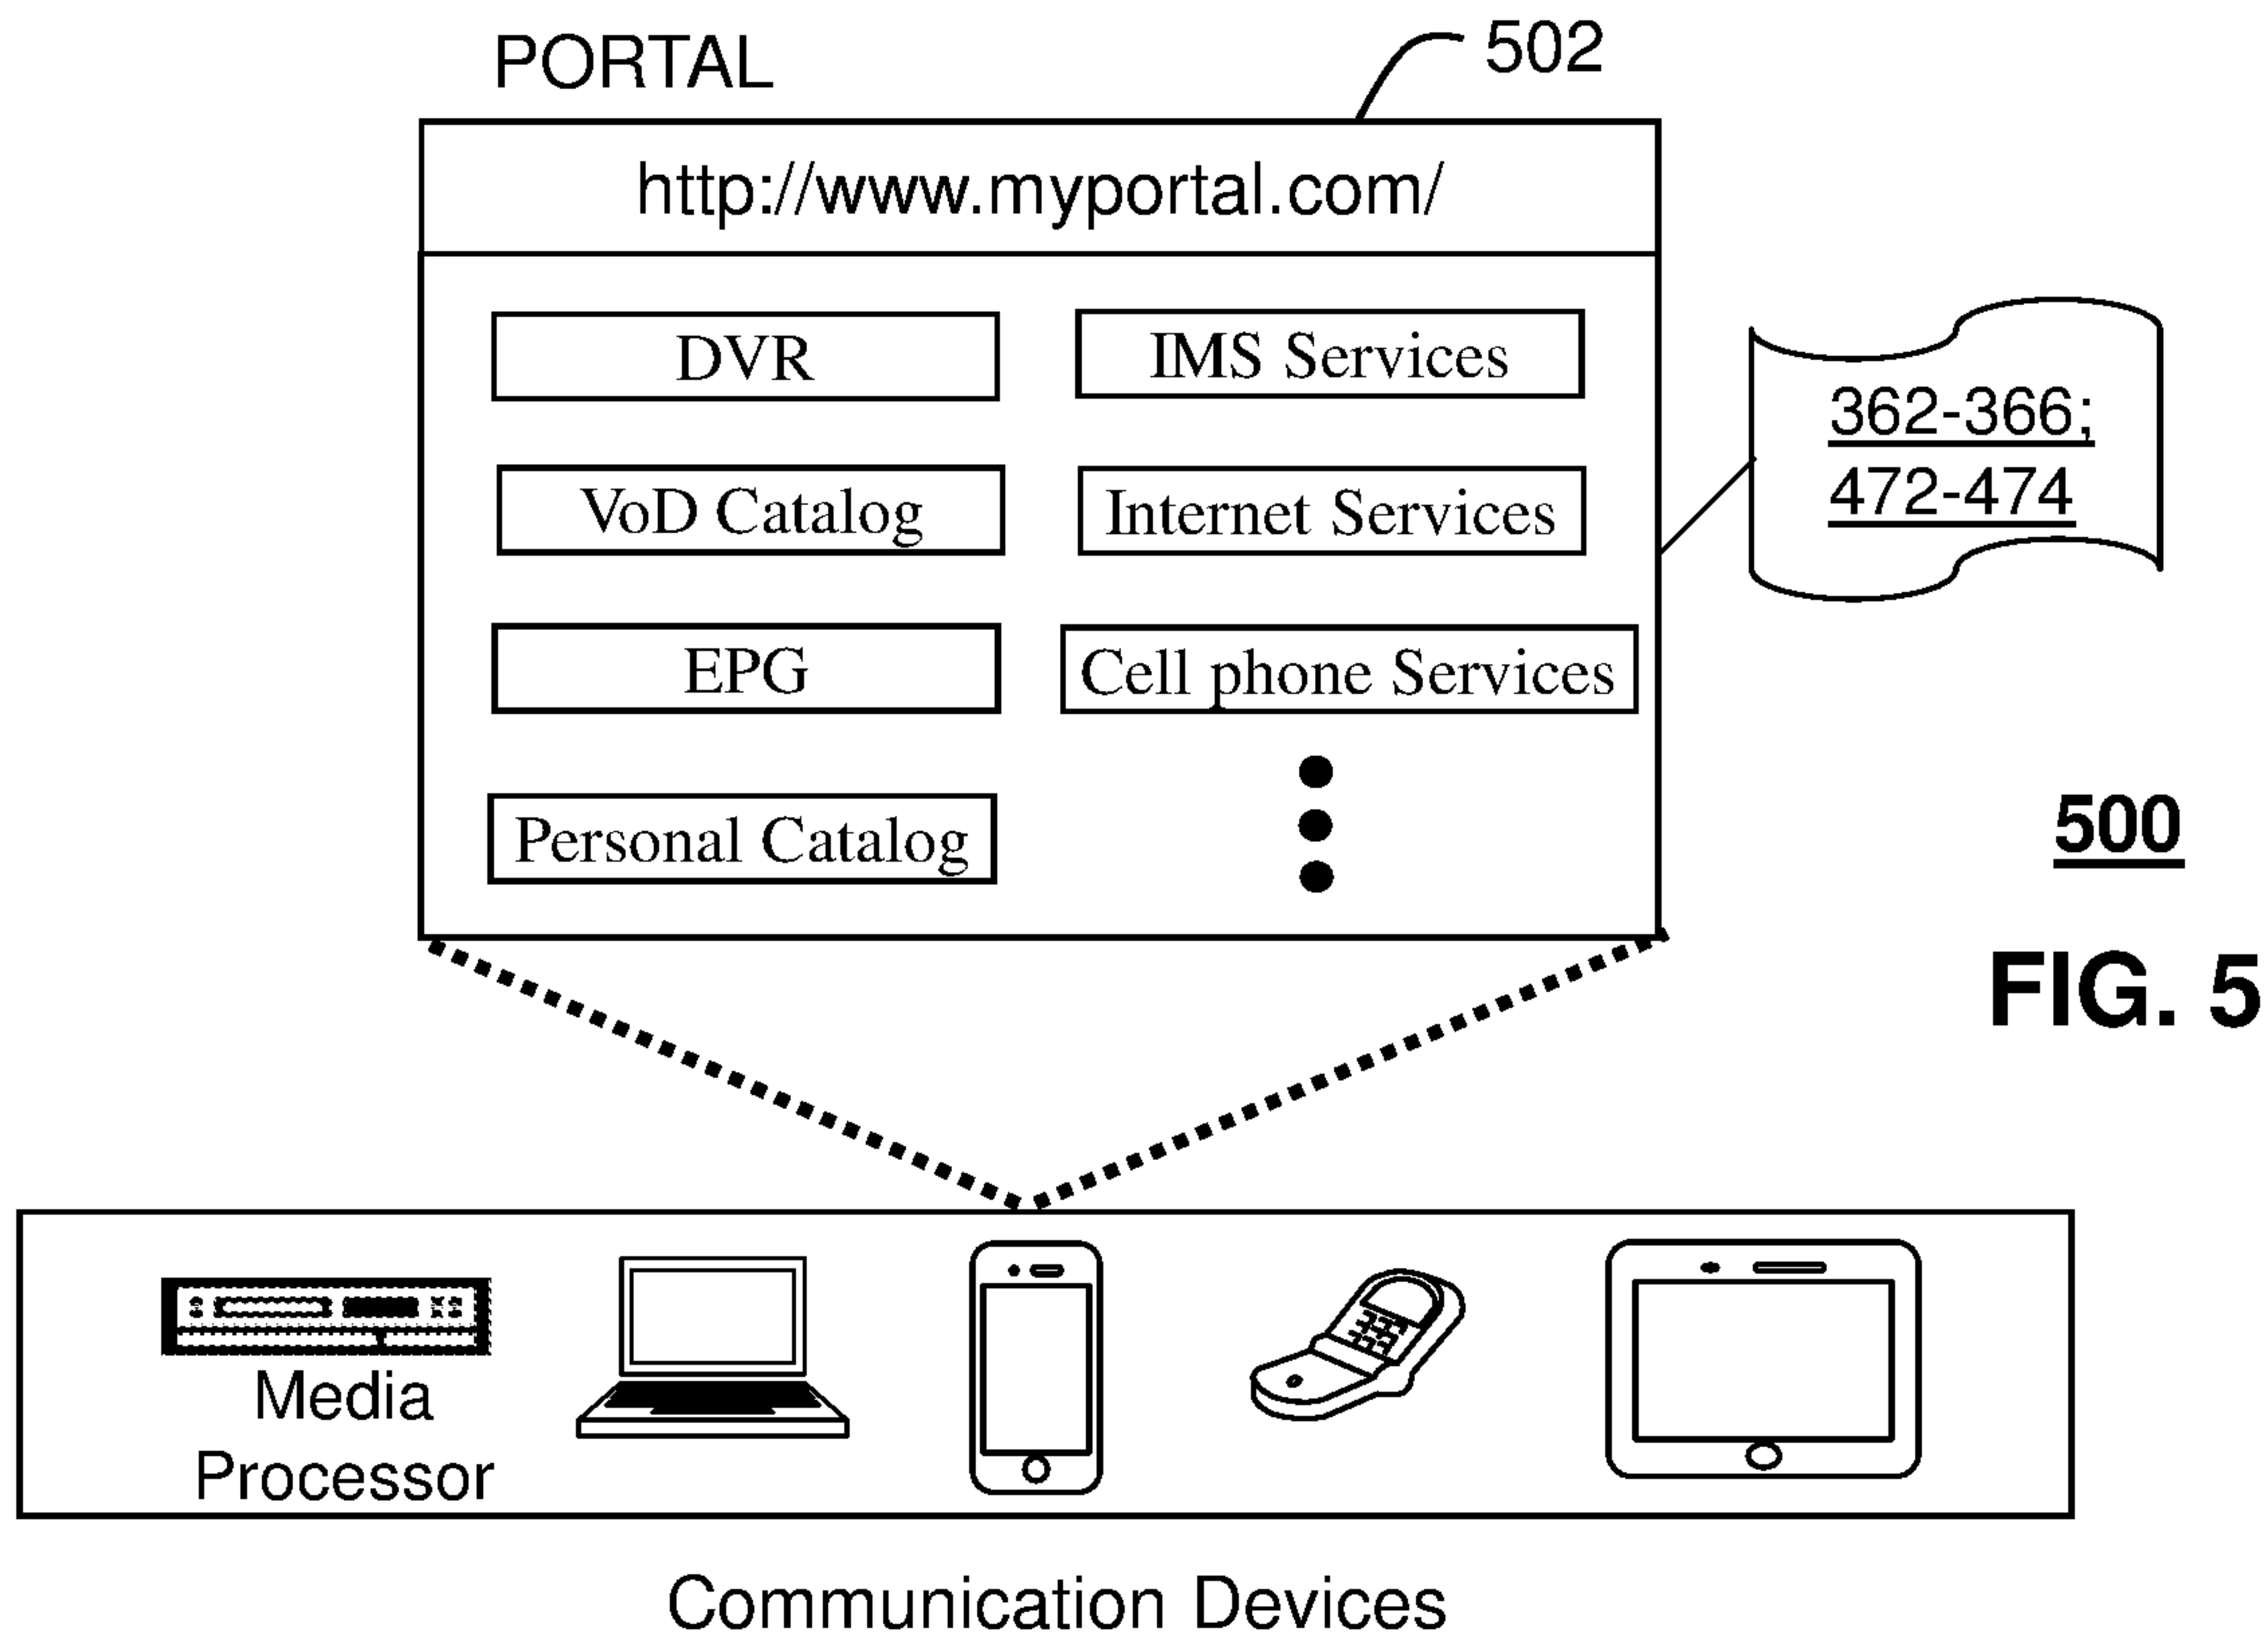 PORTAL
502
http://www.myportal.com/
DVR
IMS Services
VoD Catalog
Internet Services
EPG
Cell phone Services
Personal Catalog
362-366;
472-474
500
FIG. 5
Media
Processor
Communication Devices